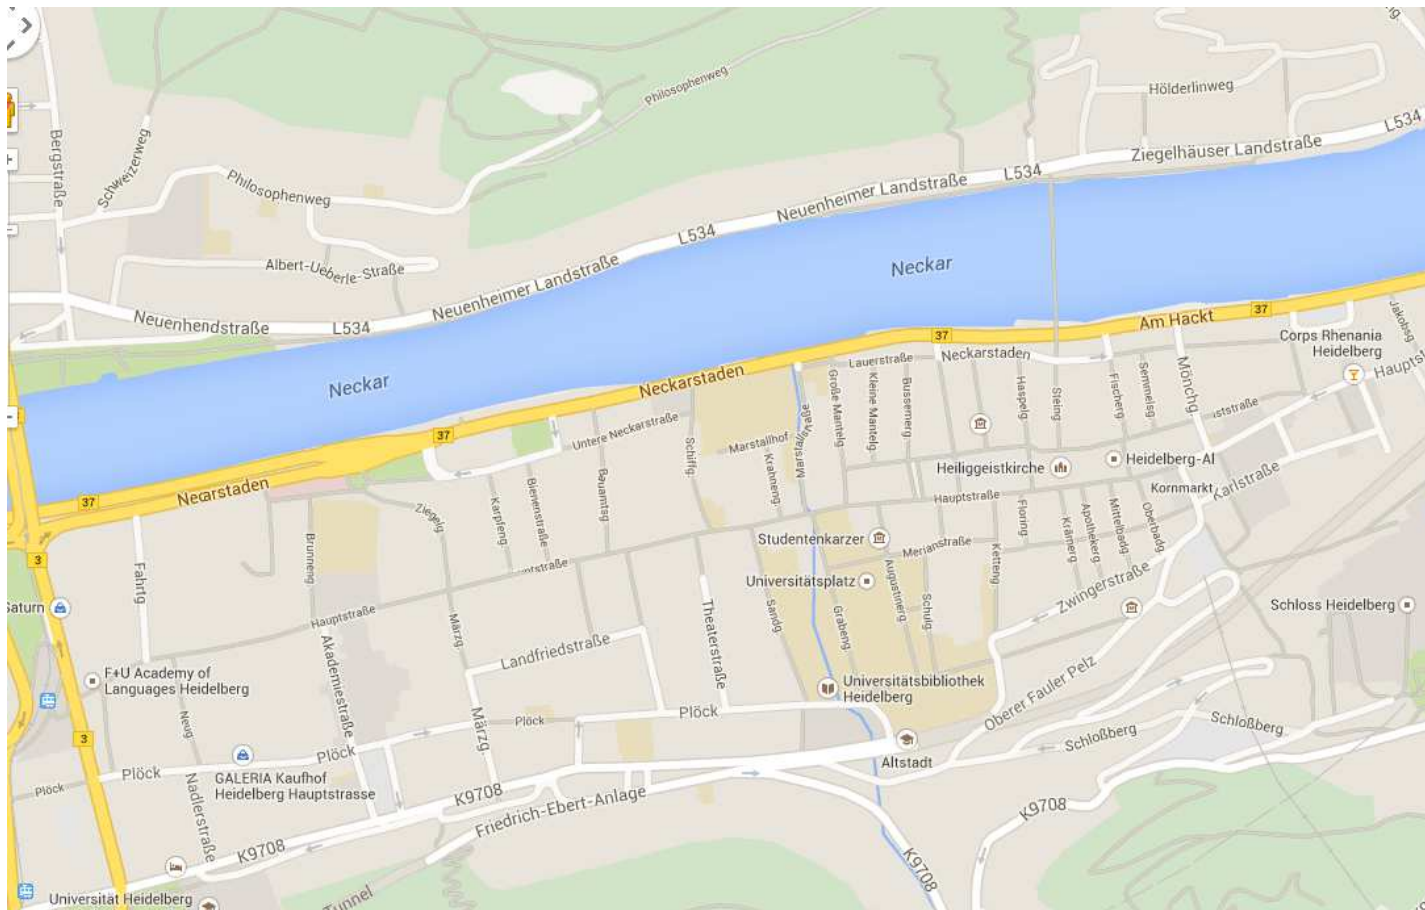 Hölderlinweg
Philosophenweg
L534
Ziegelhäuser Landstraße
Bergstraße
Schweizerweg
L534
Philosophenweg
Neuenheimer Landstraße
L534
Albert-Ueberle-Straße
Neckar
Neuenheimer Landstraße
Neuenhendstraße
L534
37
Am Hackt
37
Jakobsg
Corps Rhenania
Heidelberg
Neckarstaden
Lauerstraße
Mönchg.
Neckar
Neckarstaden
Große Mantelg.
Kleine Mantelg.
Bussemerg
Haspelg
Steing
Fischerg
Semmelsg
Untere Neckarstraße
37
Schiffg.
Marstallhof
Krahneng.
Heiliggeistkirche
Heidelberg-Al
Kornmarkt
Karlstraße
37
Necarstaden
Ziegelg
Karpfeng.
Bienenstraße
Bauamtsg
Hauptstraße
Floring
Krämerg
Apothekerg
Mittelbadg
Oberbadg
3
Fahrtg
Brunneng
Studentenkarzer
Merianstraße
Ketteng.
Universitätsplatz
Augustinerg
Schulg
Zwingerstraße
Saturn
Hauptstraße
Märzg.
Theaterstraße
Sandg
Grabeng.
Schloss Heidelberg
Landfriedstraße
Akademiestraße
F+U Academy of
Languages Heidelberg
Universitätsbibliothek
Heidelberg
Oberer Fauler Pelz
Neug
Plöck
Märzg.
Plöck
Schloßberg
Schloßberg
3
Plöck
Plöck
Plöck
Altstadt
GALERIA Kaufhof
Heidelberg Hauptstrasse
Nadlerstraße
K9708
Friedrich-Ebert-Anlage
K9708
K9708
K9708
Tunnel
Universität Heidelberg